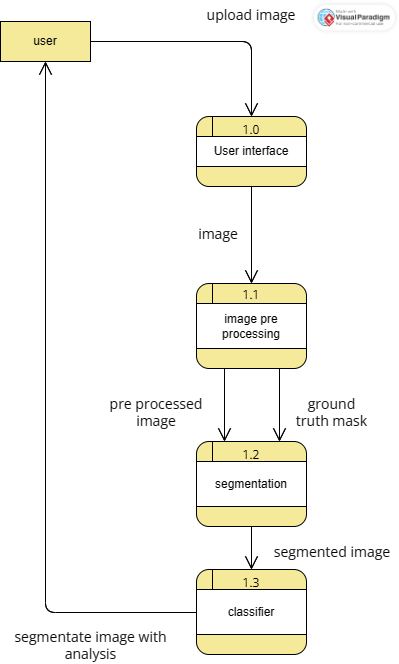 upload image
Made with
Visual Paradigm
For non-commercial use
user
1.0
User interface
image
1.1
image pre
processing
pre processed
image
ground
truth mask
1.2
segmentation
segmented image
1.3
classifier
segmentate image with
analysis